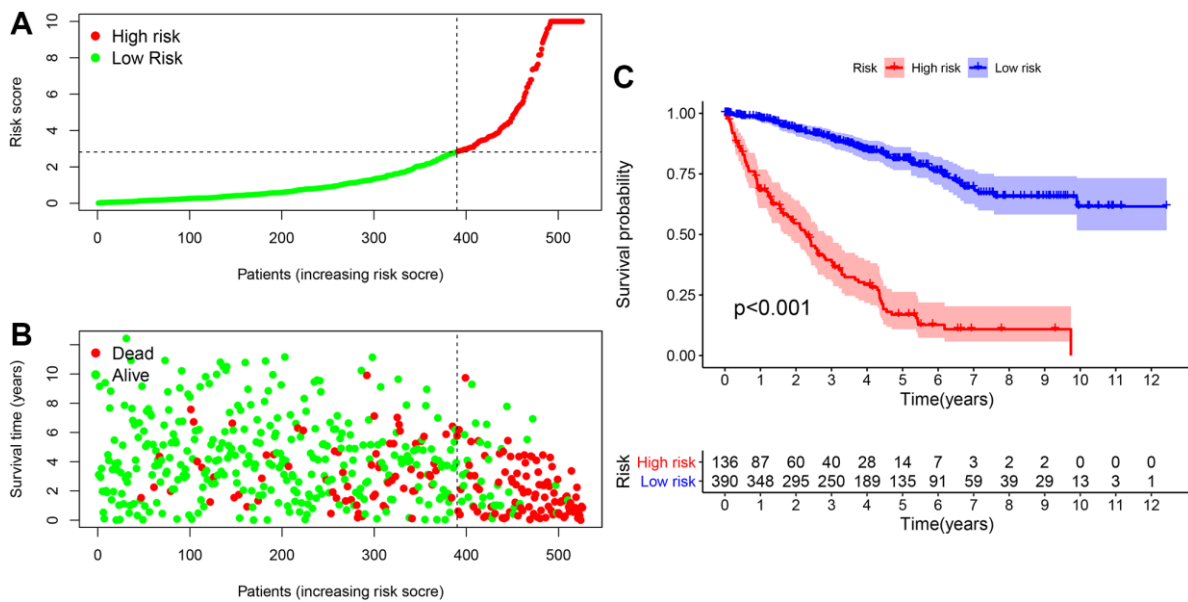 A
High risk
Low Risk
Risk score
10
8
6
4
2
0
0 100 200 300 400 500
Patients (increasing risk socre)
B
Dead
Alive
Survival time (years)
10
8
6
4
2
0
0 100 200 300 400 500
Patients (increasing risk socre)
C
Risk High risk Low risk
Survival probability
1.00
0.75
0.50
0.25
0.00
p<0.001
0 1 2 3 4 5 6 7 8 9 10 11 12
Time(years)
Risk
High risk 136 87 60 40 28 14 7 3 2 2 0 0 0
Low risk 390 348 295 250 189 135 91 59 39 29 13 3 1
0 1 2 3 4 5 6 7 8 9 10 11 12
Time(years)